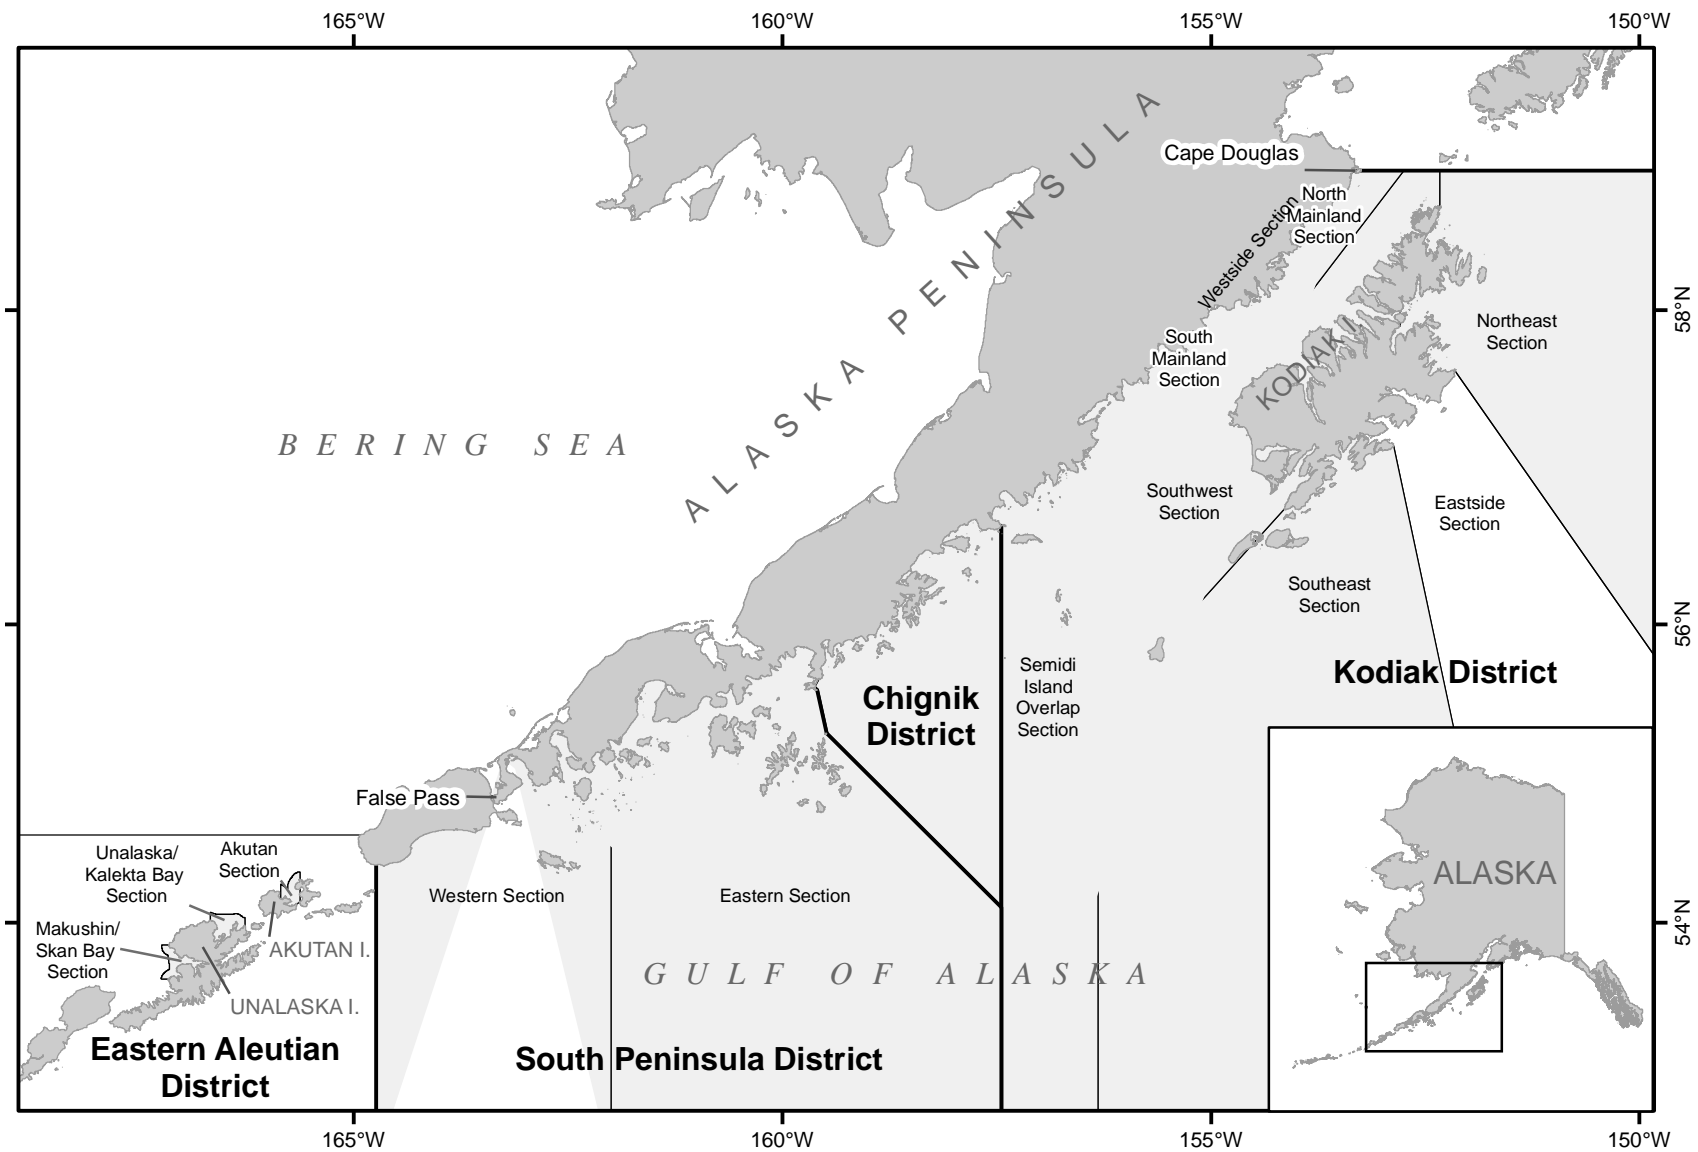 165°W
160°W
155°W
150°W
ALASKA PENINSULA
Cape Douglas
North
Mainland
Section
Westside Section
58°N
Northeast
Section
South
Mainland
Section
KODIAK I.
BERING SEA
Southwest
Section
Eastside
Section
Southeast
Section
56°N
Semidi
Island
Overlap
Section
Kodiak District
Chignik
District
False Pass
Unalaska/
Kalekta Bay
Section
Akutan
Section
ALASKA
Western Section
Eastern Section
54°N
Makushin/
Skan Bay
Section
AKUTAN I.
GULF OF ALASKA
UNALASKA I.
Eastern Aleutian
District
South Peninsula District
165°W
160°W
155°W
150°W